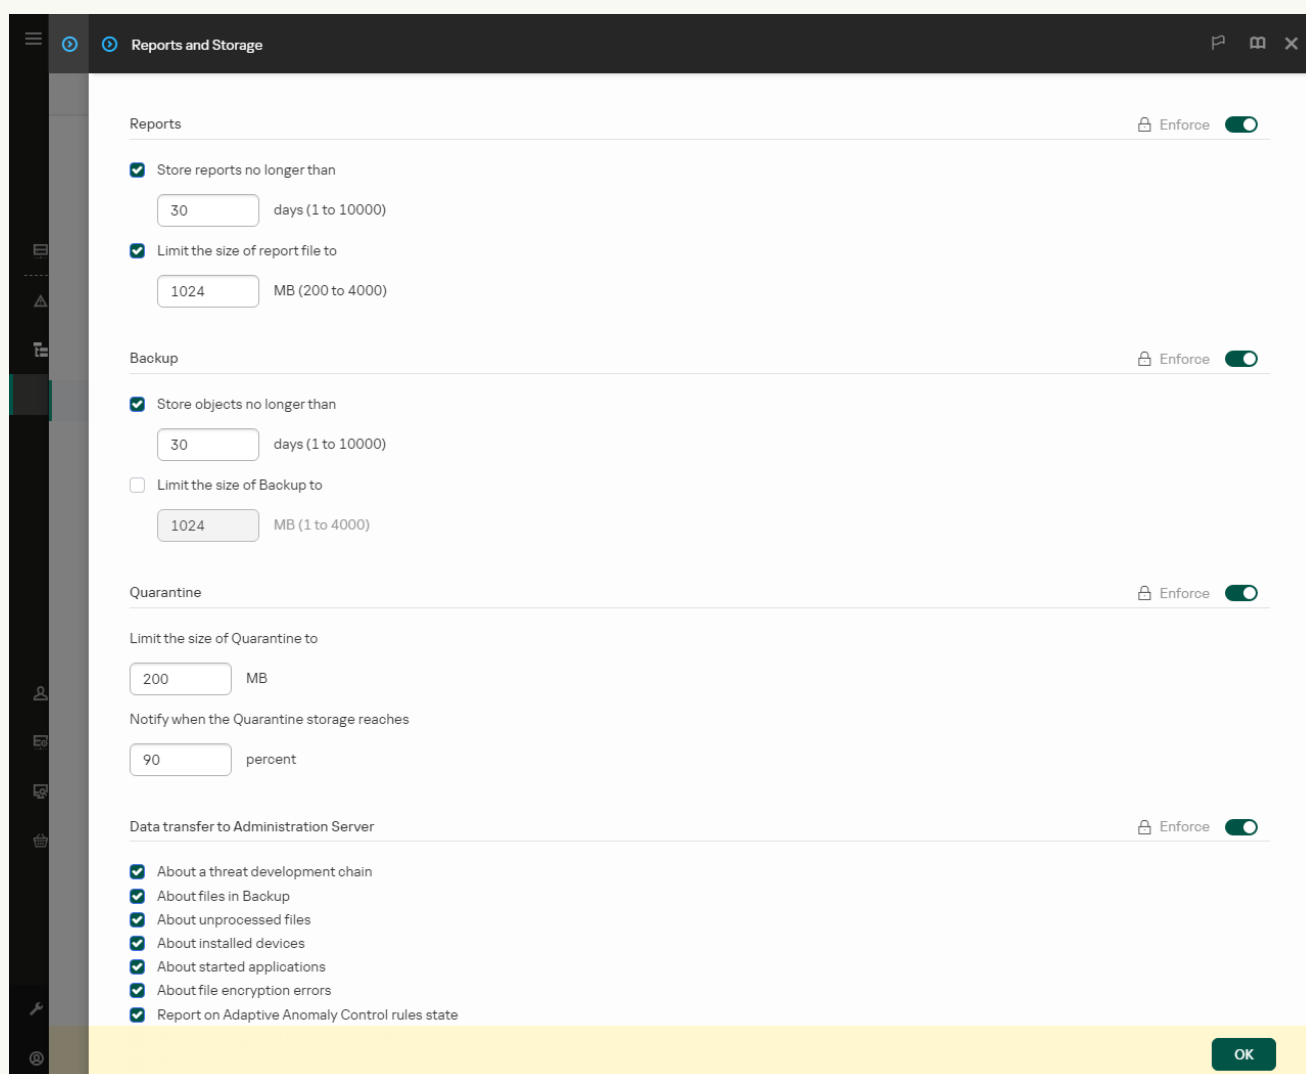 Reports and Storage
Reports
Enforce
Store reports no longer than
30 days (1 to 10000)
Limit the size of report file to
1024 MB (200 to 4000)
Backup
Enforce
Store objects no longer than
30 days (1 to 10000)
Limit the size of Backup to
1024 MB (1 to 4000)
Quarantine
Enforce
Limit the size of Quarantine to
200 MB
Notify when the Quarantine storage reaches
90 percent
Data transfer to Administration Server
Enforce
About a threat development chain
About files in Backup
About unprocessed files
About installed devices
About started applications
About file encryption errors
Report on Adaptive Anomaly Control rules state
OK